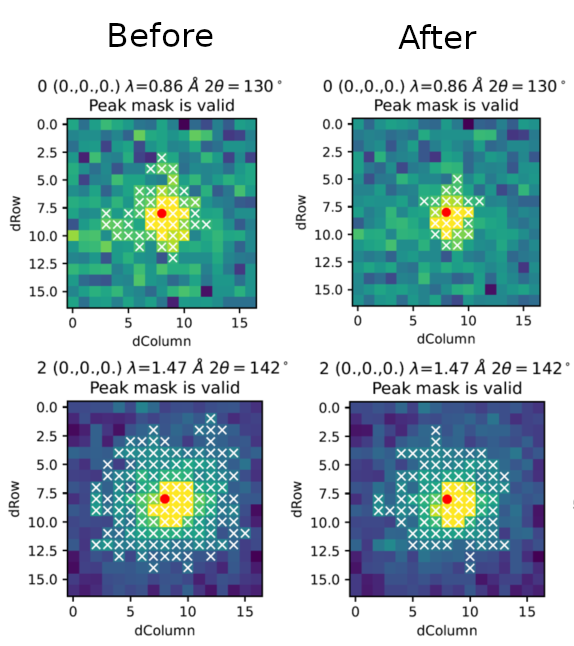 Before
After
0 (0.,0.,0.) λ=0.86 Å 2θ = 130°
Peak mask is valid
0 (0.,0.,0.) λ=0.86 Å 2θ = 130°
Peak mask is valid
0.0
2.5
5.0
7.5
10.0
12.5
15.0
dRow
0
5
10
15
dColumn
0.0
2.5
5.0
7.5
10.0
12.5
15.0
dRow
0
5
10
15
dColumn
2 (0.,0.,0.) λ=1.47 Å 2θ = 142°
Peak mask is valid
2 (0.,0.,0.) λ=1.47 Å 2θ = 142°
Peak mask is valid
0.0
2.5
5.0
7.5
10.0
12.5
15.0
dRow
0
5
10
15
dColumn
0.0
2.5
5.0
7.5
10.0
12.5
15.0
dRow
0
5
10
15
dColumn